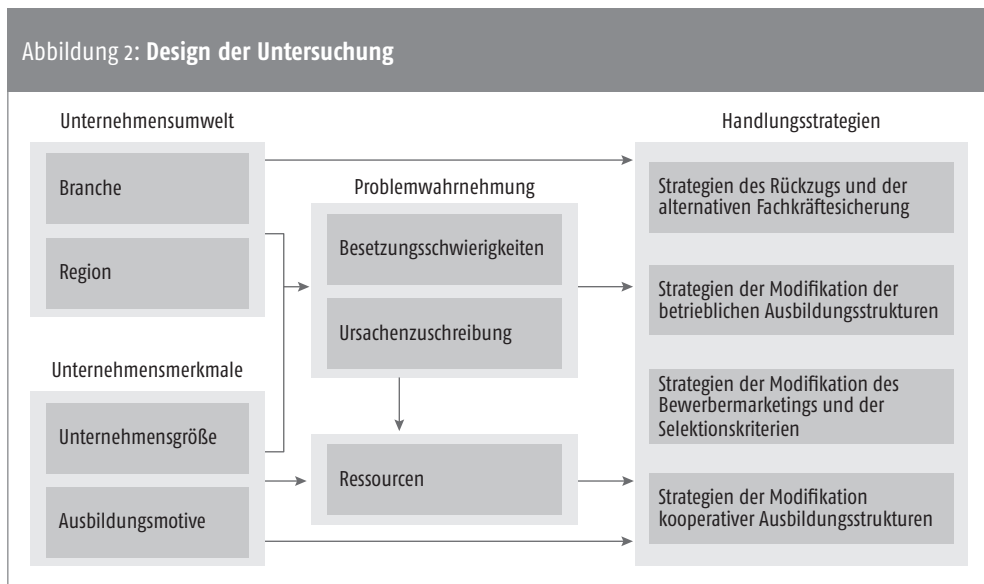 Abbildung 2: Design der Untersuchung
Unternehmensumwelt
Branche
Region
Unternehmensmerkmale
Unternehmensgröße
Ausbildungsmotive
Problemwahrnehmung
Besetzungsschwierigkeiten
Ursachenzuschreibung
Ressourcen
Handlungsstrategien
Strategien des Rückzugs und der
alternativen Fachkräftesicherung
Strategien der Modifikation der
betrieblichen Ausbildungsstrukturen
Strategien der Modifikation des
Bewerbermarketings und der
Selektionskriterien
Strategien der Modifikation
kooperativer Ausbildungsstrukturen